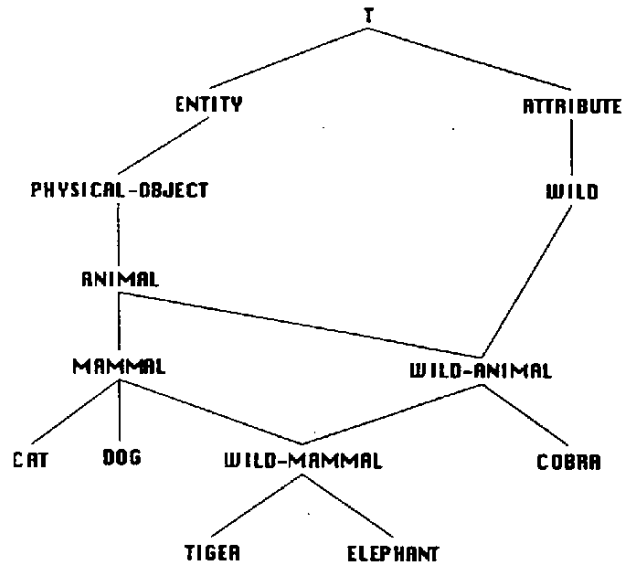 T
ENTITY
ATTRIBUTE
PHYSICAL-OBJECT
WILD
ANIMAL
MAMMAL
WILD-ANIMAL
CAT
DOG
WILD-MAMMAL
COBRA
TIGER
ELEPHANT